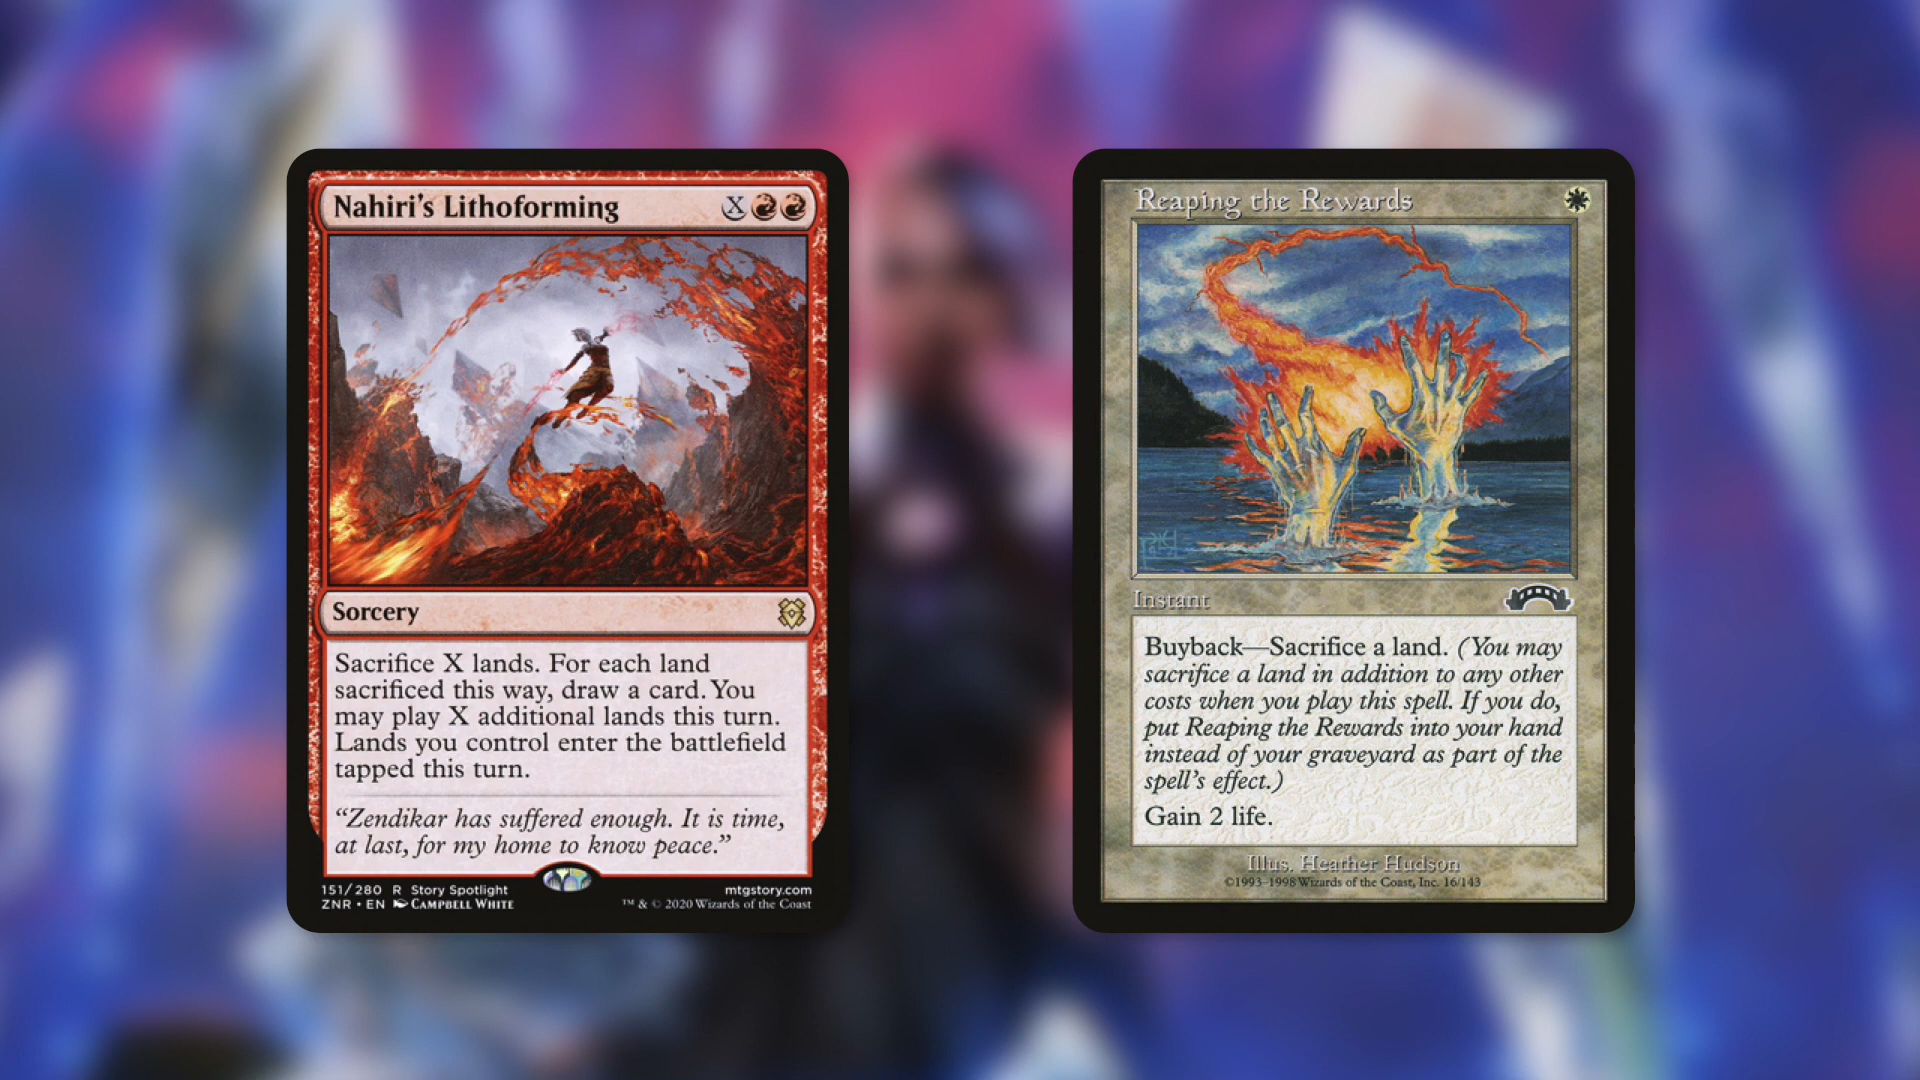 Nahiri's Lithoforming X
Sorcery
Sacrifice X lands. For each land
sacrificed this way, draw a card. You
may play X additional lands this turn.
Lands you control enter the battlefield
tapped this turn.
“Zendikar has suffered enough. It is time,
at last, for my home to know peace.”
151/280 R Story Spotlight
ZNR • EN CAMPBELL WHITE
mtgstory.com
™ & © 2020 Wizards of the Coast
Reaping the Rewards
Instant
Buyback—Sacrifice a land. (You may
sacrifice a land in addition to any other
costs when you play this spell. If you do,
put Reaping the Rewards into your hand
instead of your graveyard as part of the
spell's effect.)
Gain 2 life.
Illus. Heather Hudson
©1993–1998 Wizards of the Coast, Inc. 16/143